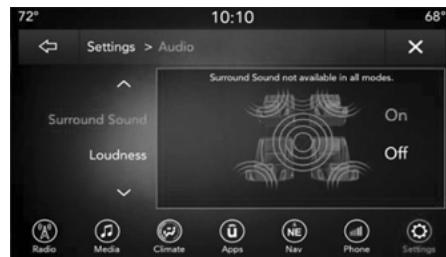 72° 10:10 68°
Settings > Audio
Surround Sound not available in all modes.
Surround Sound
On
Loudness
Off
Radio Media Climate Apps Nav Phone Settings
NE